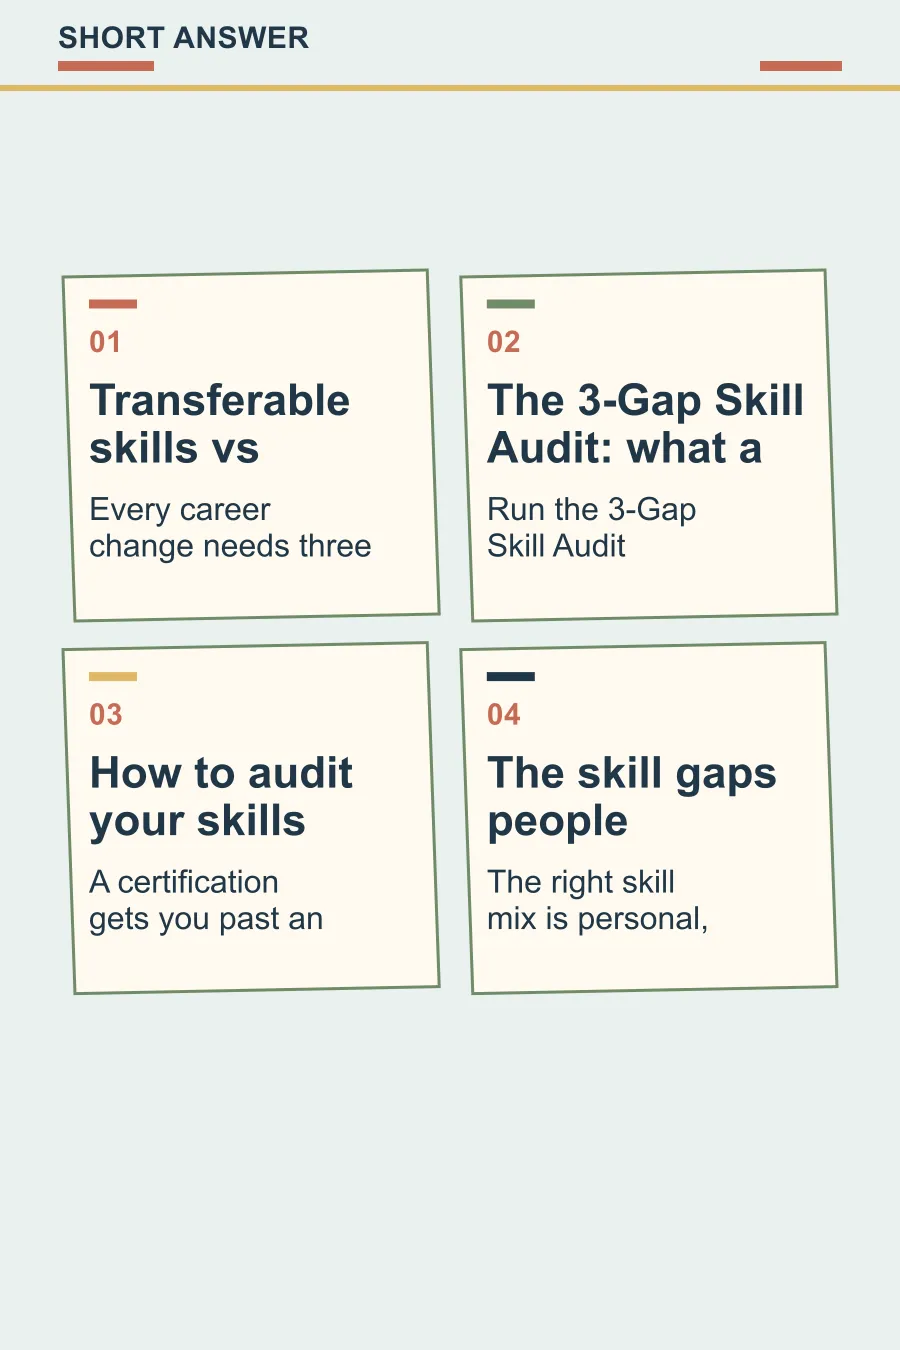 SHORT ANSWER
01
Transferable
skills vs
Every career
change needs three
02
The 3-Gap Skill
Audit: what a
Run the 3-Gap
Skill Audit
03
How to audit
your skills
A certification
gets you past an
04
The skill gaps
people
The right skill
mix is personal,